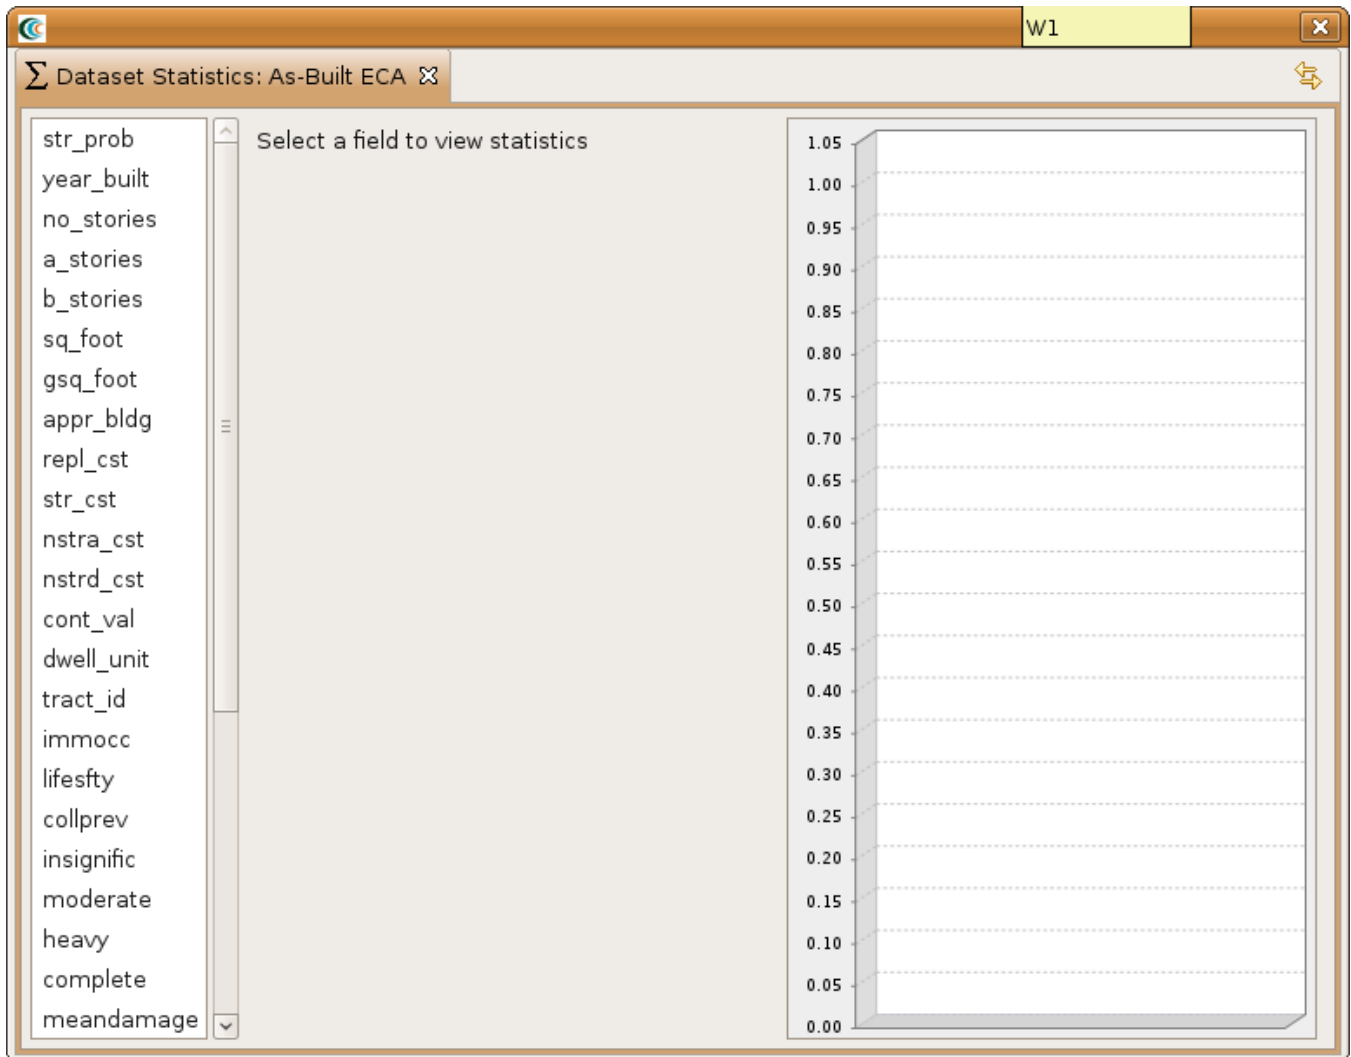 W1
Σ Dataset Statistics: As-Built ECA
str_prob
year_built
no_stories
a_stories
b_stories
sq_foot
gsq_foot
appr_bldg
repl_cst
str_cst
nstra_cst
nstrd_cst
cont_val
dwell_unit
tract_id
immocc
lifesfty
collprev
insignific
moderate
heavy
complete
meandamage
Select a field to view statistics
1.05
1.00
0.95
0.90
0.85
0.80
0.75
0.70
0.65
0.60
0.55
0.50
0.45
0.40
0.35
0.30
0.25
0.20
0.15
0.10
0.05
0.00